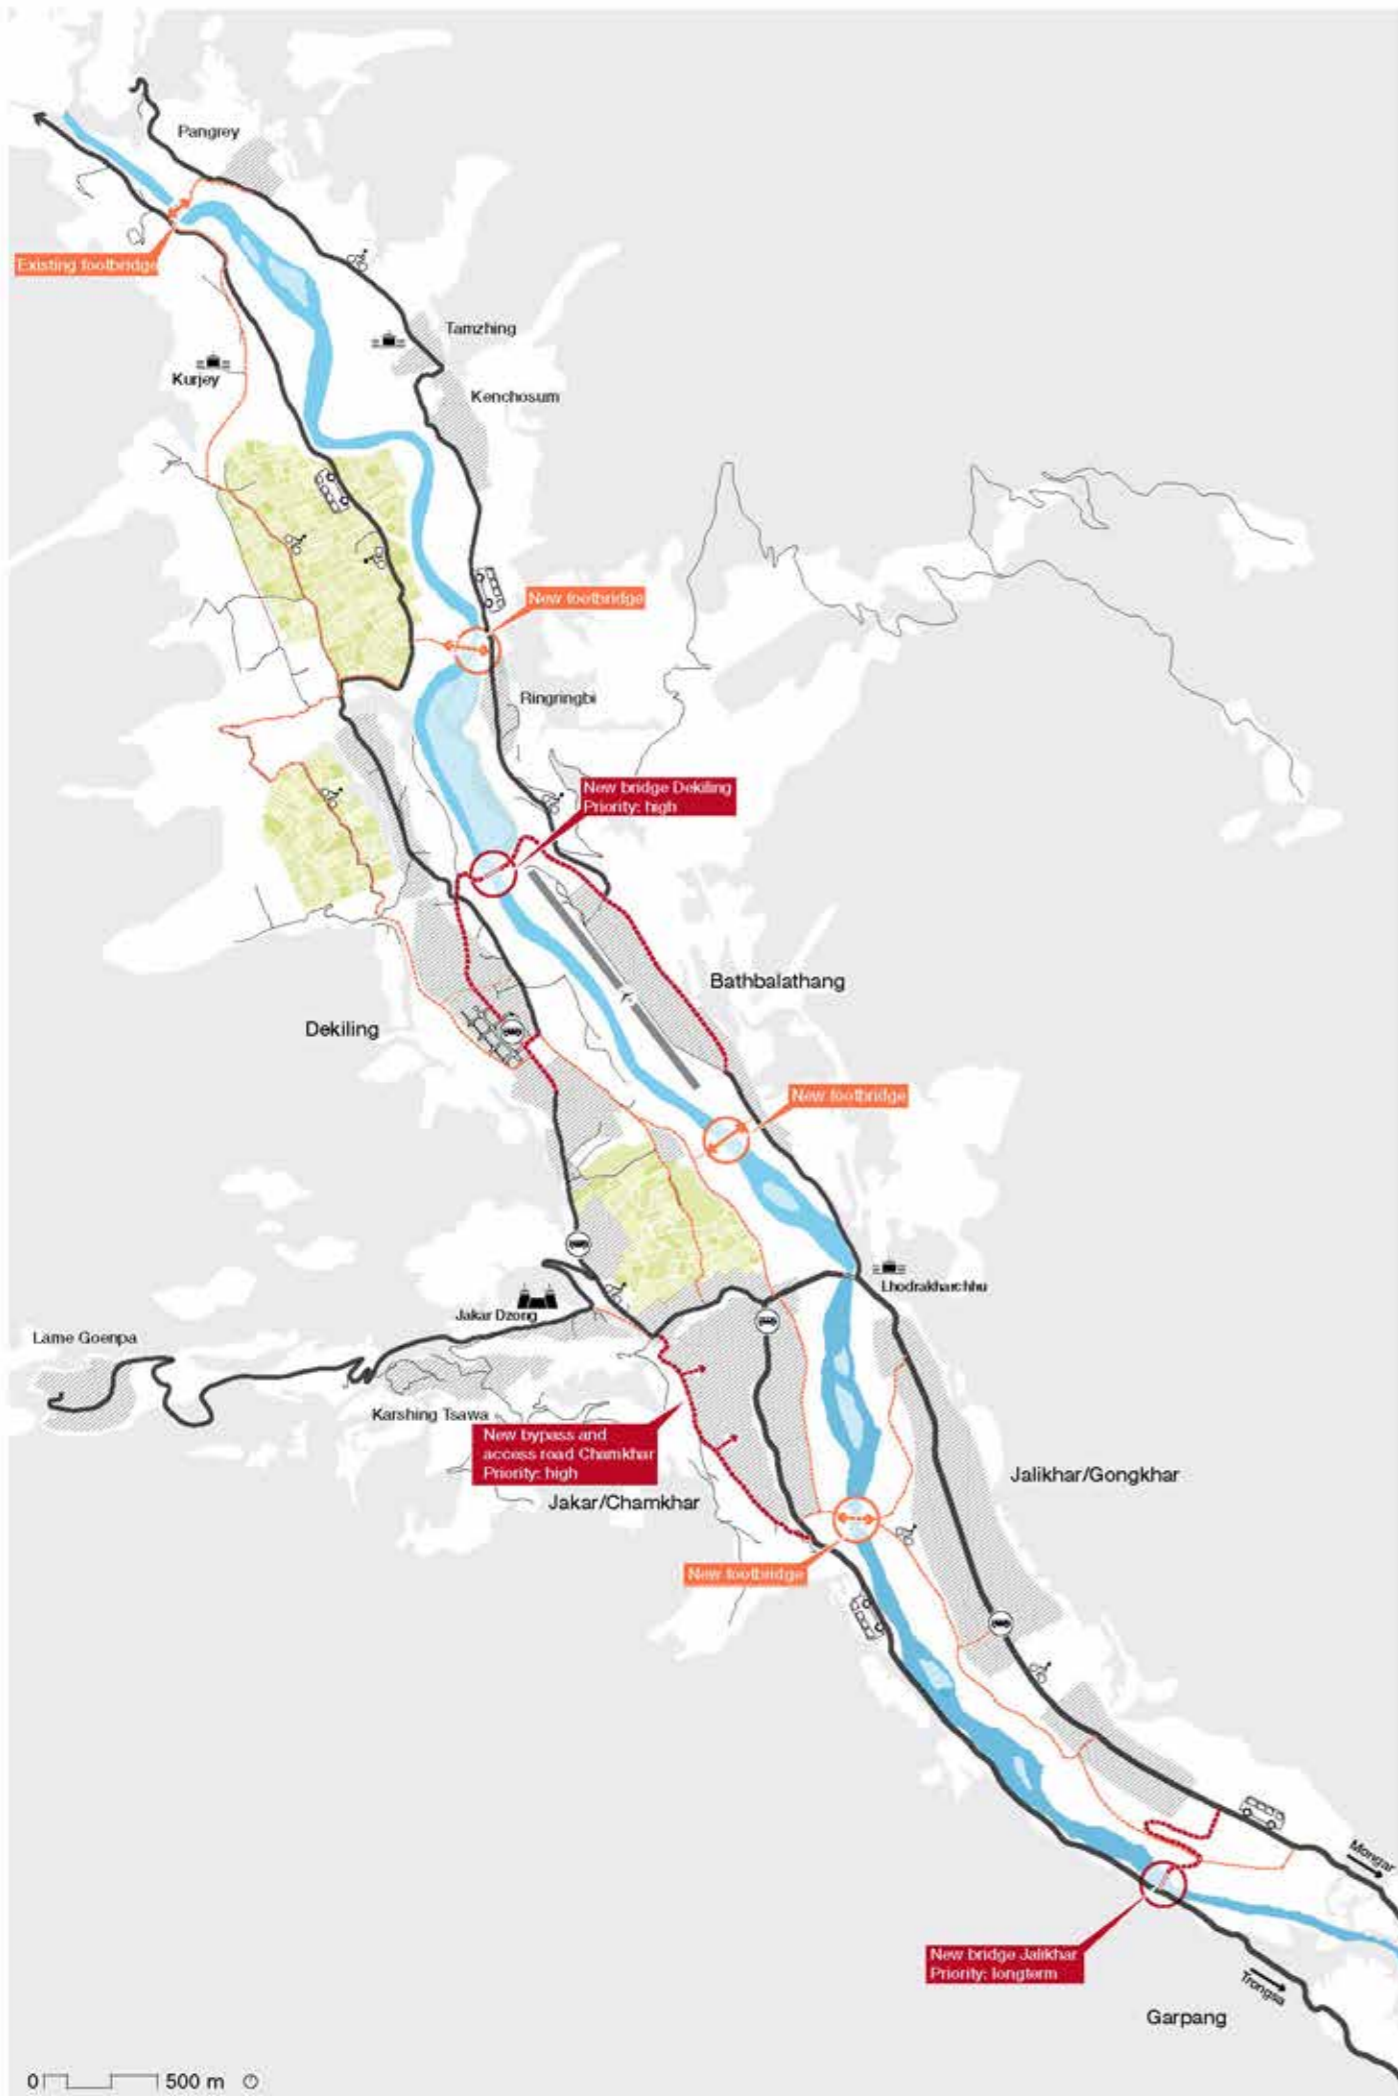 Pangrey
Existing footbridge
Tamzhing
Kurjey
Kenchosum
New footbridge
Ringringbi
New bridge Dekiling
Priority: high
Bathbalathang
Dekiling
New footbridge
Lhodrakharchhu
Jakar Dzong
Lame Goenpa
Karshing Tsawa
New bypass and
access road Chamkhar
Priority: high
Jalikhar/Gongkhar
Jakar/Chamkhar
New footbridge
Mongar
New bridge Jalikhar
Priority: longterm
Trongsa
Garpang
0 500 m